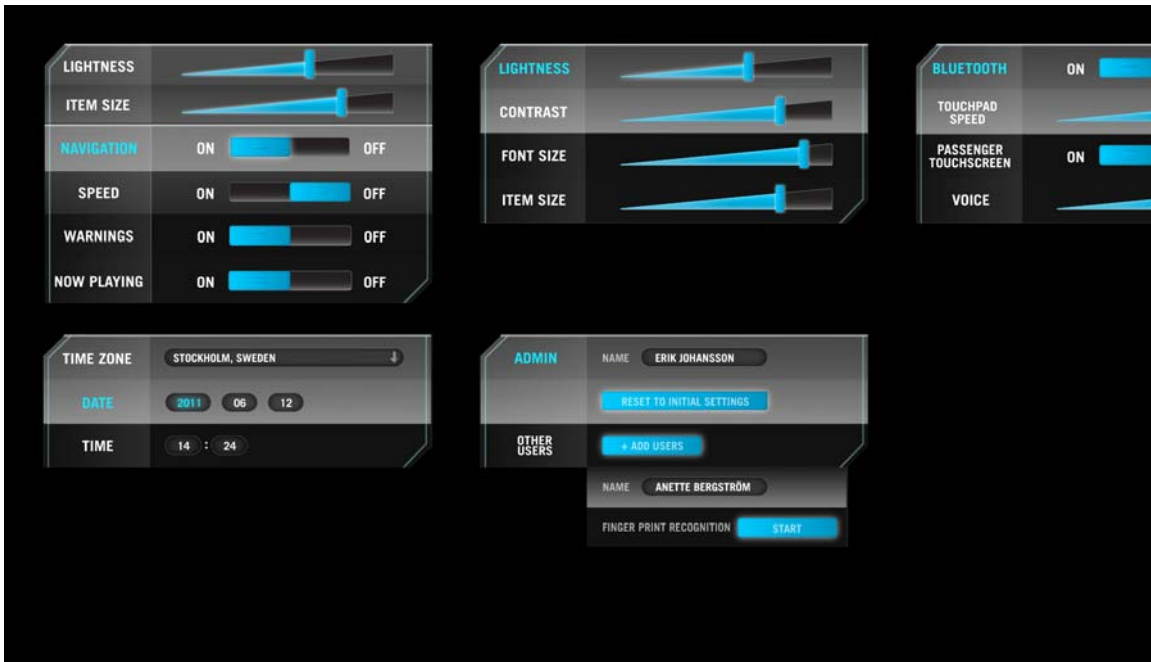 LIGHTNESS
ITEM SIZE
NAVIGATION ON OFF
SPEED ON OFF
WARNINGS ON OFF
NOW PLAYING ON OFF
LIGHTNESS
CONTRAST
FONT SIZE
ITEM SIZE
BLUETOOTH ON
TOUCHPAD
SPEED
PASSENGER
TOUCHSCREEN ON
VOICE
TIME ZONE STOCKHOLM, SWEDEN
DATE 2011 06 12
TIME 14 : 24
ADMIN NAME ERIK JOHANSSON
RESET TO INITIAL SETTINGS
OTHER
USERS + ADD USERS
NAME ANETTE BERGSTRÖM
FINGER PRINT RECOGNITION START